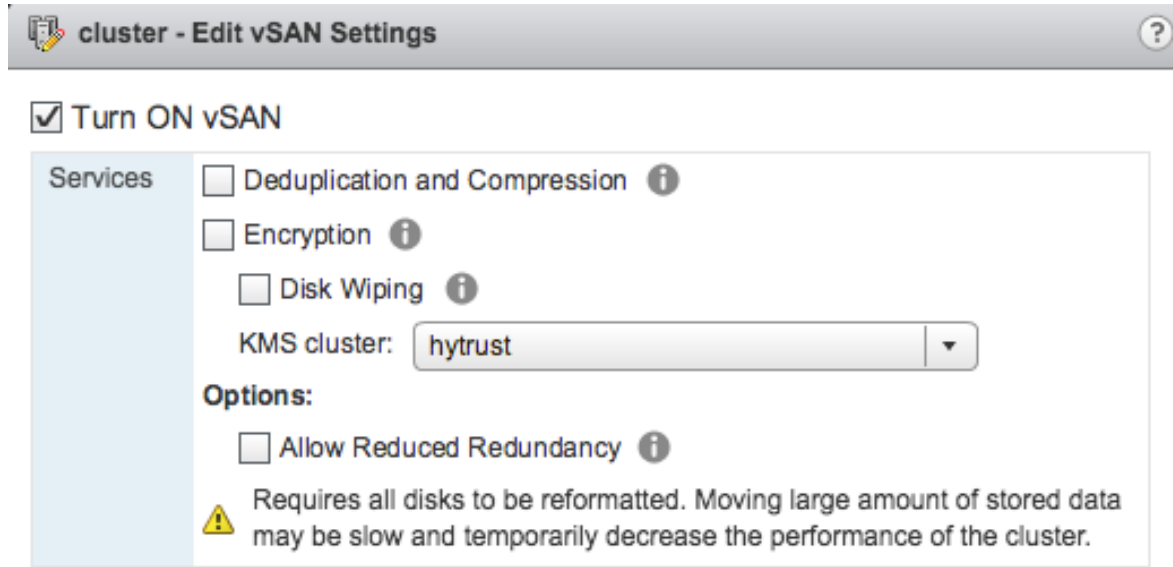 cluster - Edit vSAN Settings
?
Turn ON vSAN
Services
Deduplication and Compression
Encryption
Disk Wiping
KMS cluster: hytrust
Options:
Allow Reduced Redundancy
Requires all disks to be reformatted. Moving large amount of stored data
may be slow and temporarily decrease the performance of the cluster.